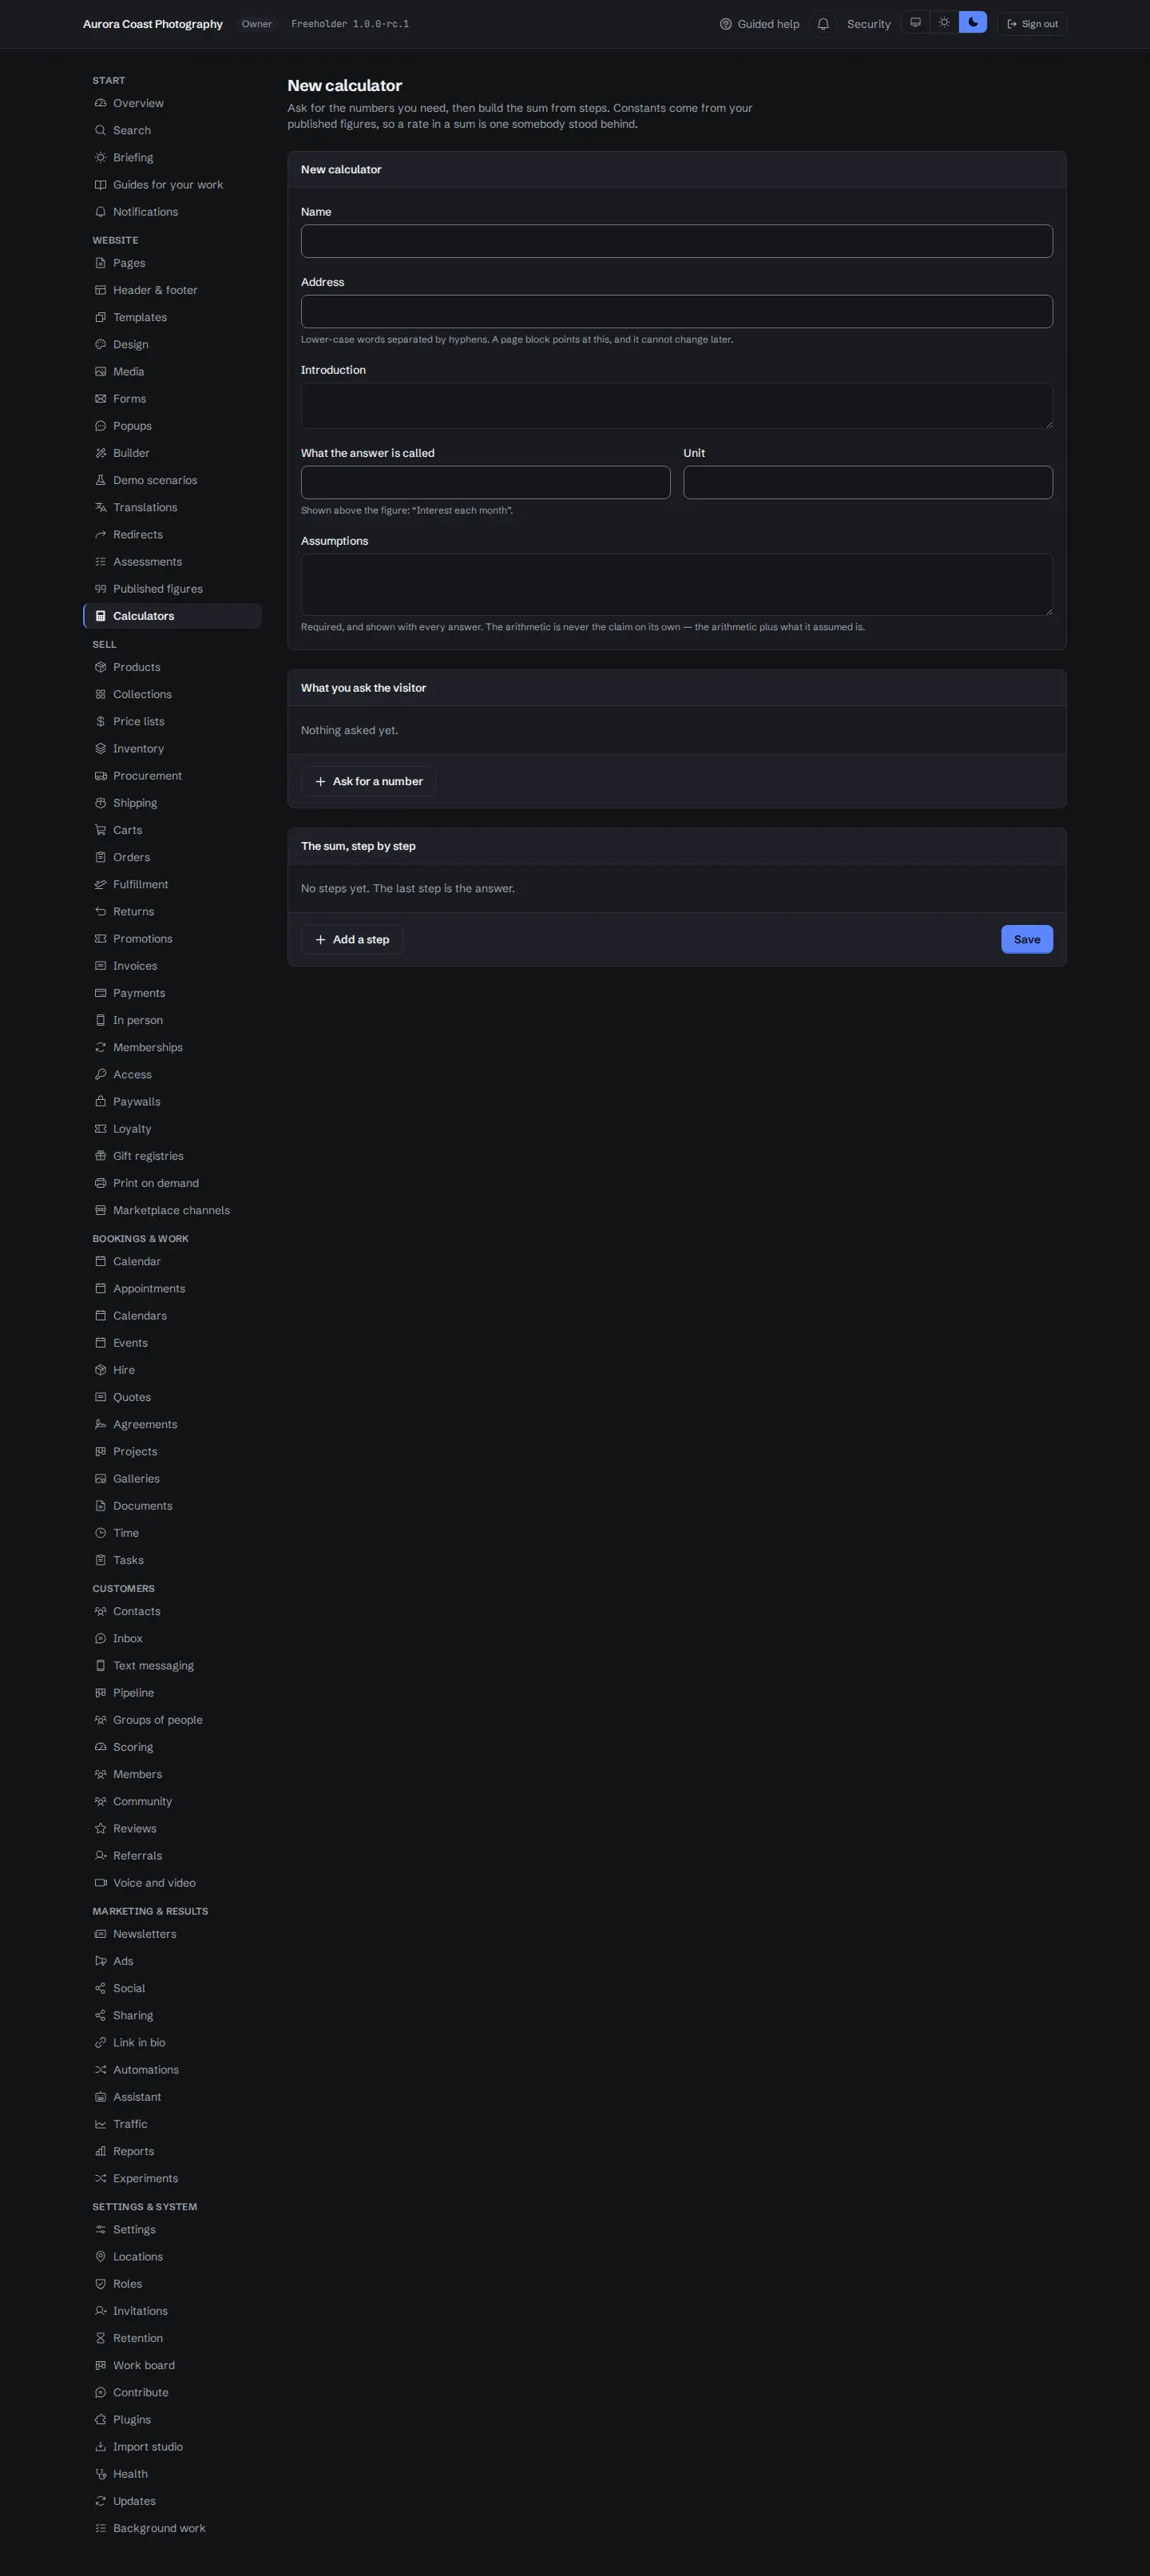 Aurora Coast Photography
Owner
Freeholder 1.0.0-rc.1
Guided help
Security
Sign out
START
Overview
Search
Briefing
Guides for your work
Notifications
WEBSITE
Pages
Header & footer
Templates
Design
Media
Forms
Popups
Builder
Demo scenarios
Translations
Redirects
Assessments
Published figures
Calculators
SELL
Products
Collections
Price lists
Inventory
Procurement
Shipping
Carts
Orders
Fulfillment
Returns
Promotions
Invoices
Payments
In person
Memberships
Access
Paywalls
Loyalty
Gift registries
Print on demand
Marketplace channels
BOOKINGS & WORK
Calendar
Appointments
Calendars
Events
Hire
Quotes
Agreements
Projects
Galleries
Documents
Time
Tasks
CUSTOMERS
Contacts
Inbox
Text messaging
Pipeline
Groups of people
Scoring
Members
Community
Reviews
Referrals
Voice and video
MARKETING & RESULTS
Newsletters
Ads
Social
Sharing
Link in bio
Automations
Assistant
Traffic
Reports
Experiments
SETTINGS & SYSTEM
Settings
Locations
Roles
Invitations
Retention
Work board
Contribute
Plugins
Import studio
Health
Updates
Background work
New calculator
Ask for the numbers you need, then build the sum from steps. Constants come from your
published figures, so a rate in a sum is one somebody stood behind.
New calculator
Name
Address
Lower-case words separated by hyphens. A page block points at this, and it cannot change later.
Introduction
What the answer is called
Unit
Shown above the figure: “Interest each month”.
Assumptions
Required, and shown with every answer. The arithmetic is never the claim on its own — the arithmetic plus what it assumed is.
What you ask the visitor
Nothing asked yet.
Ask for a number
The sum, step by step
No steps yet. The last step is the answer.
Add a step
Save